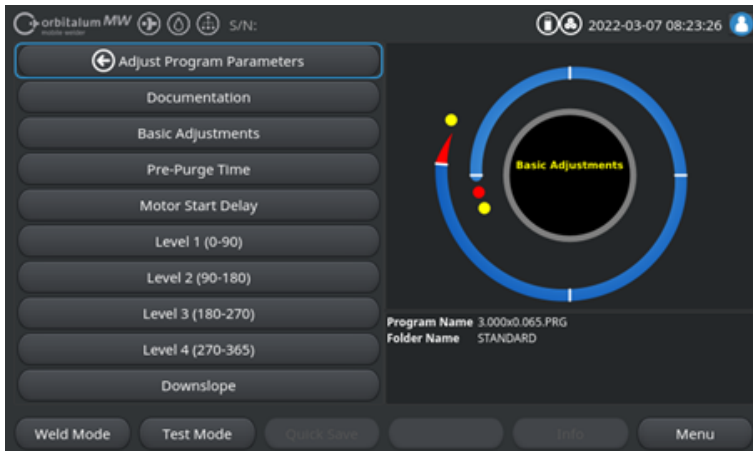 orbitalum MW S/N: 2022-03-07 08:23:26
mobile welder
Adjust Program Parameters
Documentation
Basic Adjustments
Pre-Purge Time
Motor Start Delay
Level 1 (0-90)
Level 2 (90-180)
Level 3 (180-270)
Level 4 (270-365)
Downslope
Basic Adjustments
Program Name 3.000x0.065.PRG
Folder Name STANDARD
Weld Mode Test Mode Quick Save Info Menu